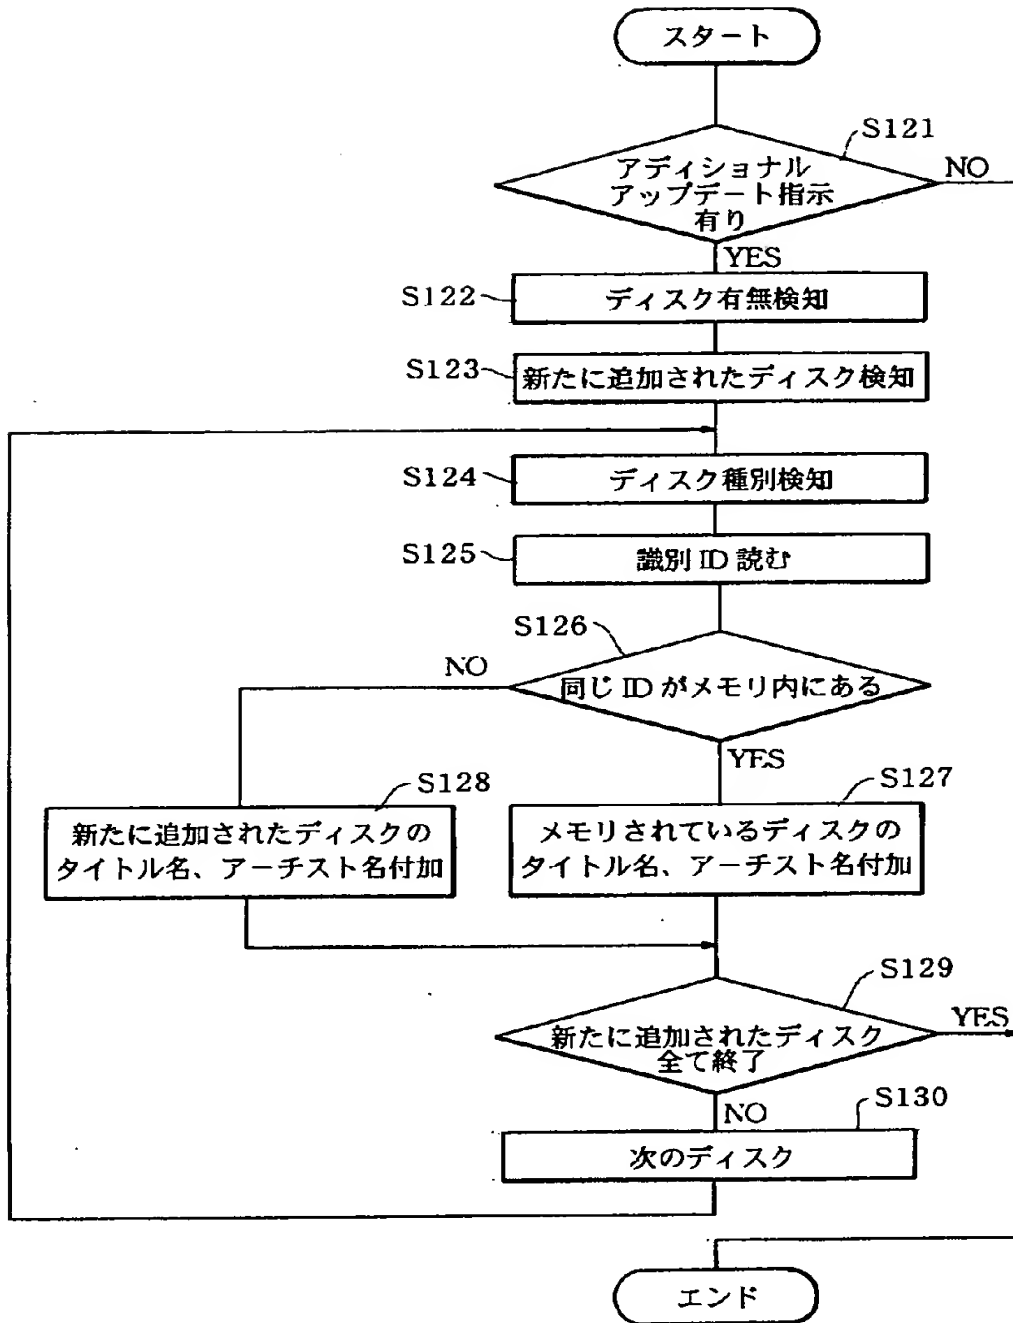 スタート
S121
アディショナル
アップデート指示
有り
NO
YES
S122
ディスク有無検知
S123
新たに追加されたディスク検知
S124
ディスク種別検知
S125
識別 ID 読む
S126
NO
同じ ID がメモリ内にある
YES
S128
新たに追加されたディスクの
タイトル名、アーチスト名付加
S127
メモリされているディスクの
タイトル名、アーチスト名付加
S129
新たに追加されたディスク
全て終了
YES
NO
S130
次のディスク
エンド